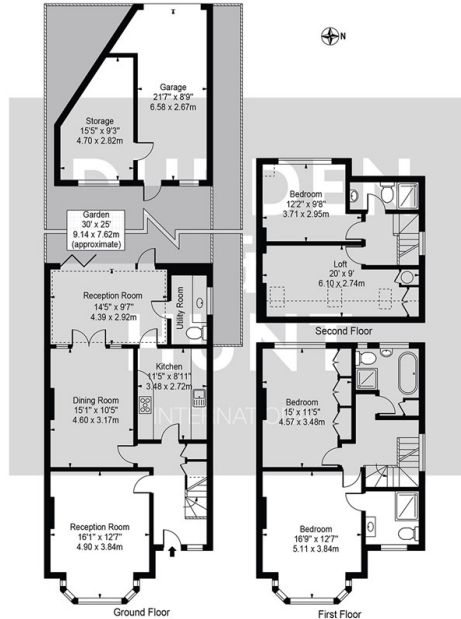 N
Garage
21'7" x 8'9"
6.58 x 2.67m
Storage
15'5" x 9'3"
4.70 x 2.82m
Garden
30' x 25'
9.14 x 7.62m
(approximate)
Reception Room
14'5" x 9'7"
4.39 x 2.92m
Utility Room
Kitchen
11'5" x 8'11"
3.48 x 2.72m
Dining Room
15'1" x 10'5"
4.60 x 3.17m
Reception Room
16'1" x 12'7"
4.90 x 3.84m
Ground Floor
Bedroom
12'2" x 9'8"
3.71 x 2.95m
Loft
20' x 9'
6.10 x 2.74m
Second Floor
Bedroom
15' x 11'5"
4.57 x 3.48m
Bedroom
16'9" x 12'7"
5.11 x 3.84m
First Floor
HUNT
INTERNATIONAL